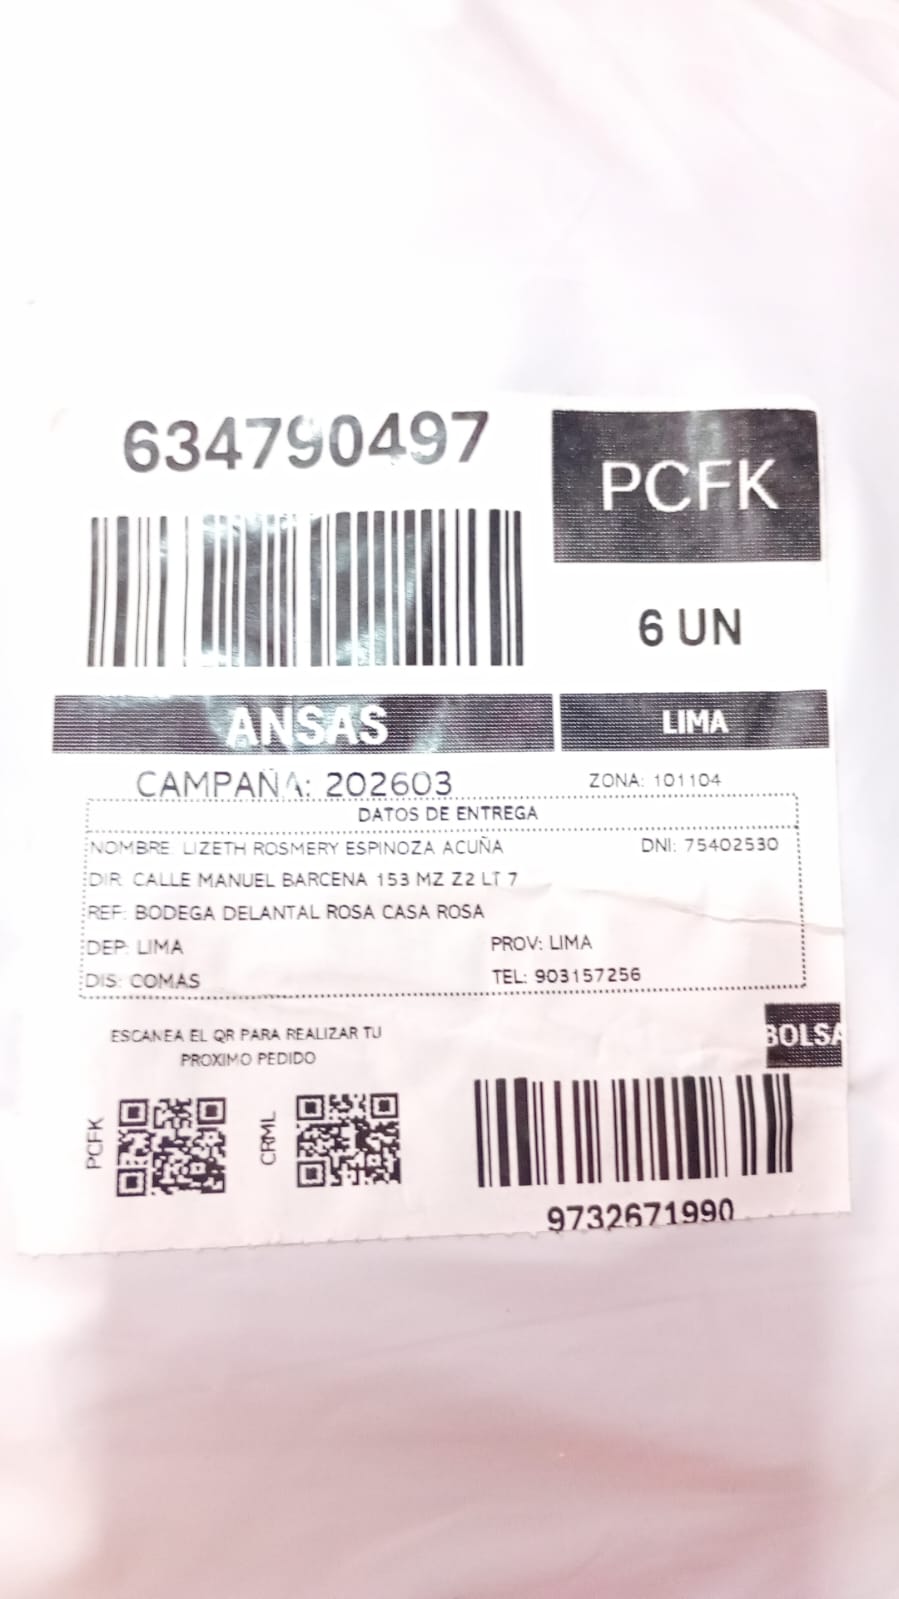 634790497
PCFK
6 UN
ANSAS
LIMA
CAMPAÑA: 202603
ZONA: 101104
DATOS DE ENTREGA
NOMBRE: LIZETH ROSMERY ESPINOZA ACUÑA
DNI: 75402530
DIR: CALLE MANUEL BARCENA 153 MZ Z2 LT 7
REF: BODEGA DELANTAL ROSA CASA ROSA
DEP: LIMA
PROV: LIMA
DIS: COMAS
TEL: 903157256
ESCANEA EL QR PARA REALIZAR TU
PROXIMO PEDIDO
BOLSA
PCFK
CRML
9732671990